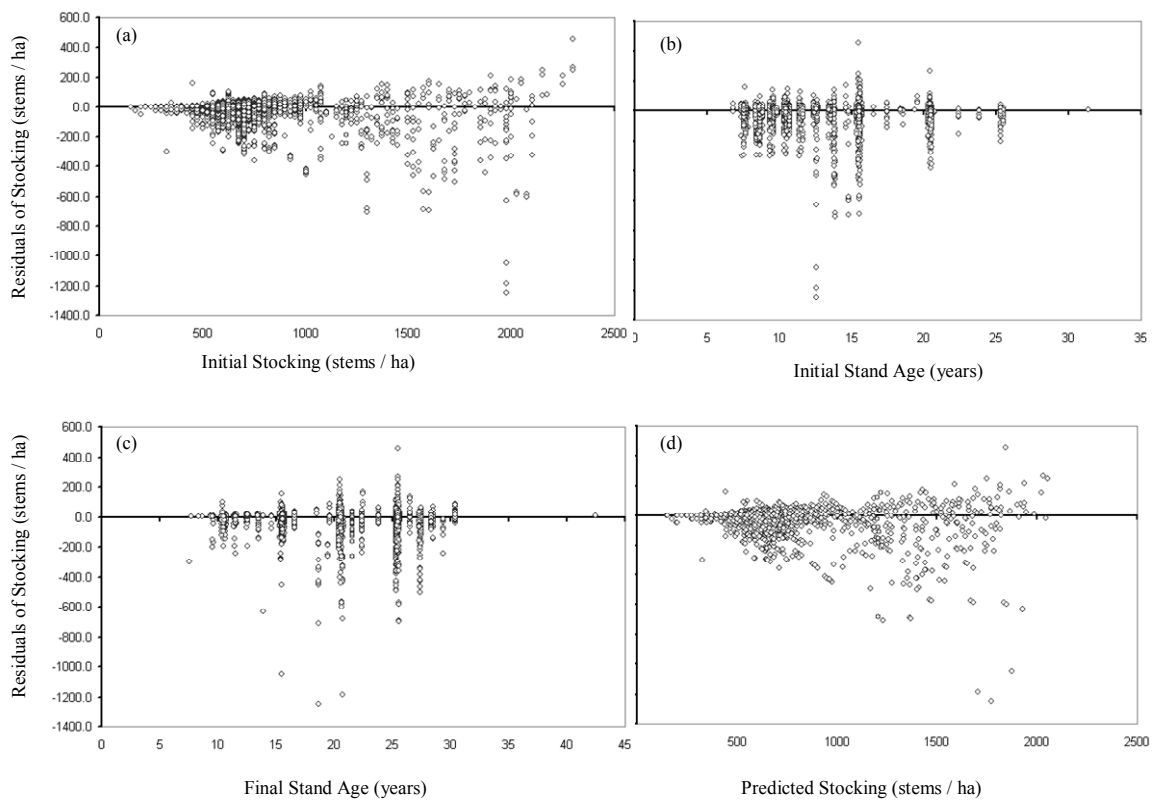 (a)
Residuals of Stocking (stems / ha)
600.0
400.0
200.0
0.0
-200.0
-400.0
-600.0
-800.0
-1000.0
-1200.0
-1400.0
0 500 1000 1500 2000 2500
Initial Stocking (stems / ha)
(b)
0 5 10 15 20 25 30 35
Initial Stand Age (years)
(c)
Residuals of Stocking (stems / ha)
600.0
400.0
200.0
0.0
-200.0
-400.0
-600.0
-800.0
-1000.0
-1200.0
-1400.0
0 5 10 15 20 25 30 35 40 45
Final Stand Age (years)
(d)
500 1000 1500 2000 2500
Predicted Stocking (stems / ha)